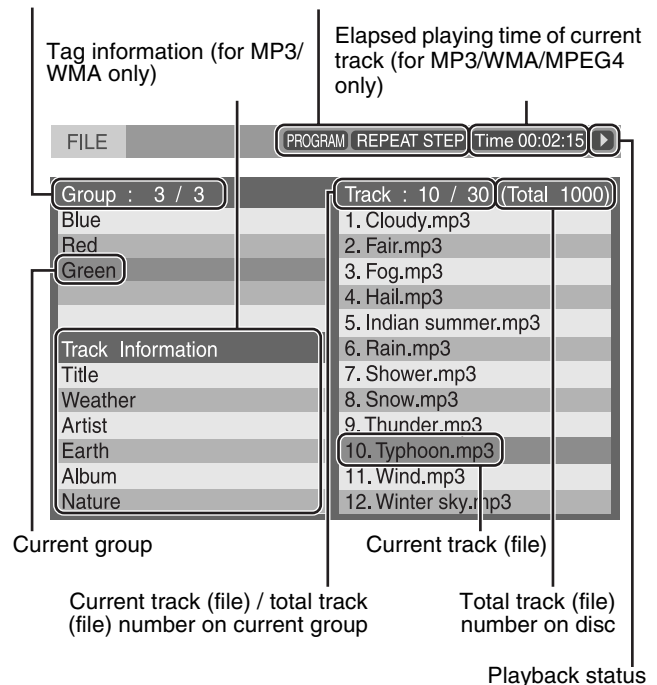 Tag information (for MP3/
WMA only)
Elapsed playing time of current
track (for MP3/WMA/MPEG4
only)
FILE
PROGRAM REPEAT STEP Time 00:02:15
Group : 3 / 3
Blue
Red
Green
Track Information
Title
Weather
Artist
Earth
Album
Nature
Track : 10 / 30 (Total 1000)
1. Cloudy.mp3
2. Fair.mp3
3. Fog.mp3
4. Hail.mp3
5. Indian summer.mp3
6. Rain.mp3
7. Shower.mp3
8. Snow.mp3
9. Thunder.mp3
10. Typhoon.mp3
11. Wind.mp3
12. Winter sky.mp3
Current group
Current track (file)
Current track (file) / total track
(file) number on current group
Total track (file)
number on disc
Playback status